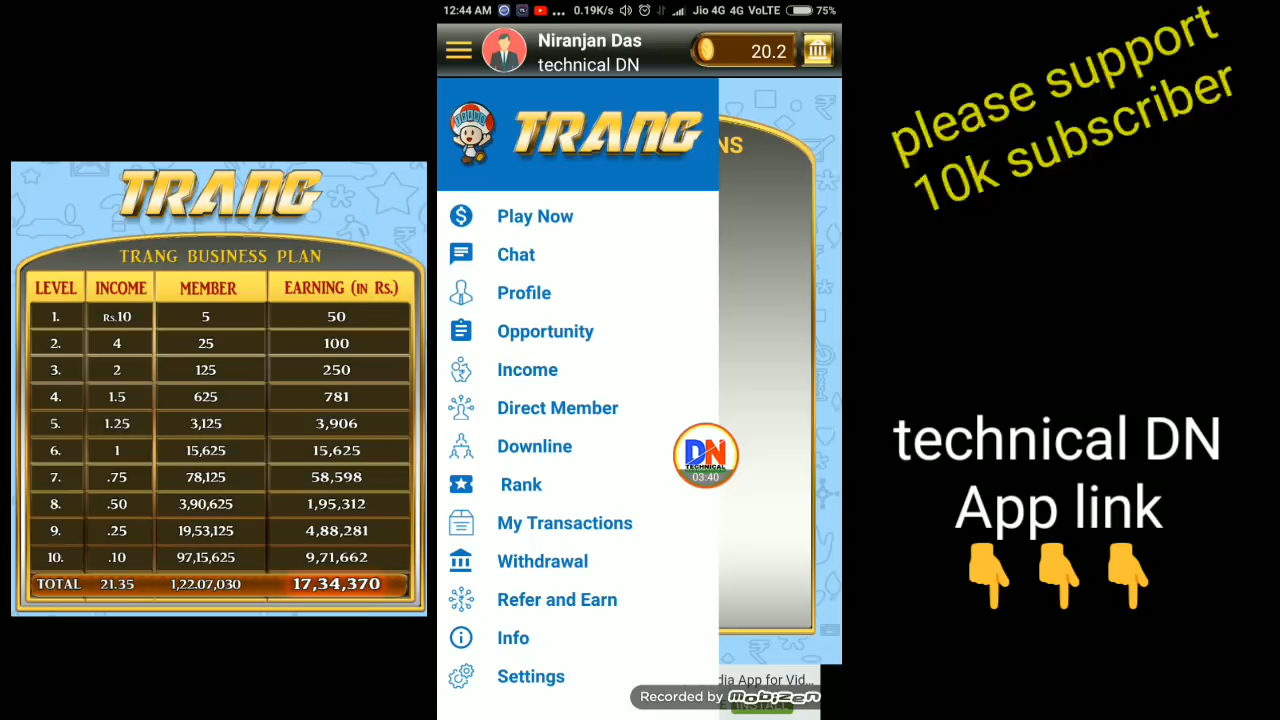 TRANG
TRANG BUSINESS PLAN
LEVEL INCOME MEMBER EARNING (IN Rs.)
1. Rs.10 5 50
2. 4 25 100
3. 2 125 250
4. 1.5 625 781
5. 1.25 3,125 3,906
6. 1 15,625 15,625
7. .75 78,125 58,598
8. .50 3,90,625 1,95,312
9. .25 19,53,125 4,88,281
10. .10 97,15,625 9,71,662
TOTAL 21.35 1,22,07,030 17,34,370
12:44 AM ... 0.19K/s Jio 4G 4G VoLTE 75%
Niranjan Das
technical DN
20.2
TRANG
NS
Play Now
Chat
Profile
Opportunity
Income
Direct Member
Downline
Rank
My Transactions
Withdrawal
Refer and Earn
Info
Settings
DN
TECHNICAL
03:40
dia App for Vid...
Recorded by mobizen
please support
10k subscriber
technical DN
App link